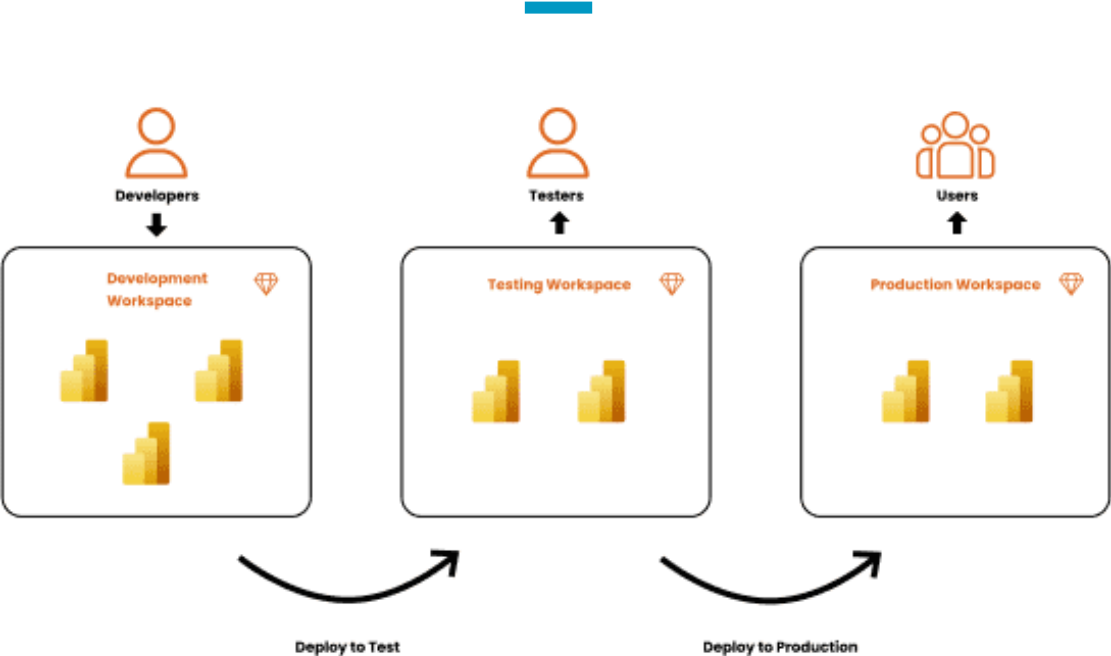 Developers
Testers
Users
Development
Workspace
Testing Workspace
Production Workspace
Deploy to Test
Deploy to Production